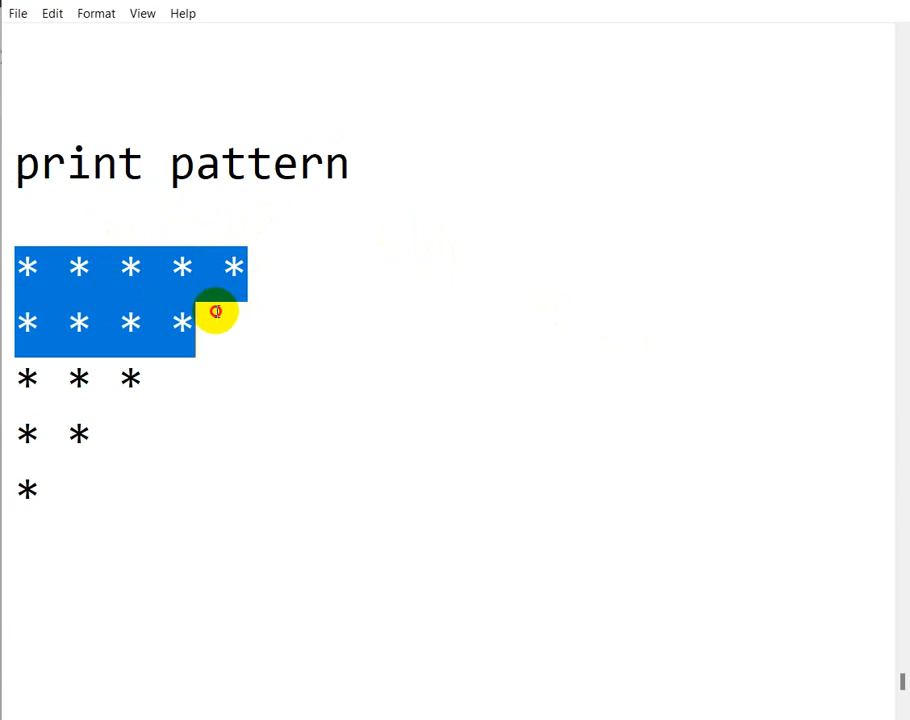 File Edit Format View Help
print pattern
* * * * *
* * * *
* * *
* *
*